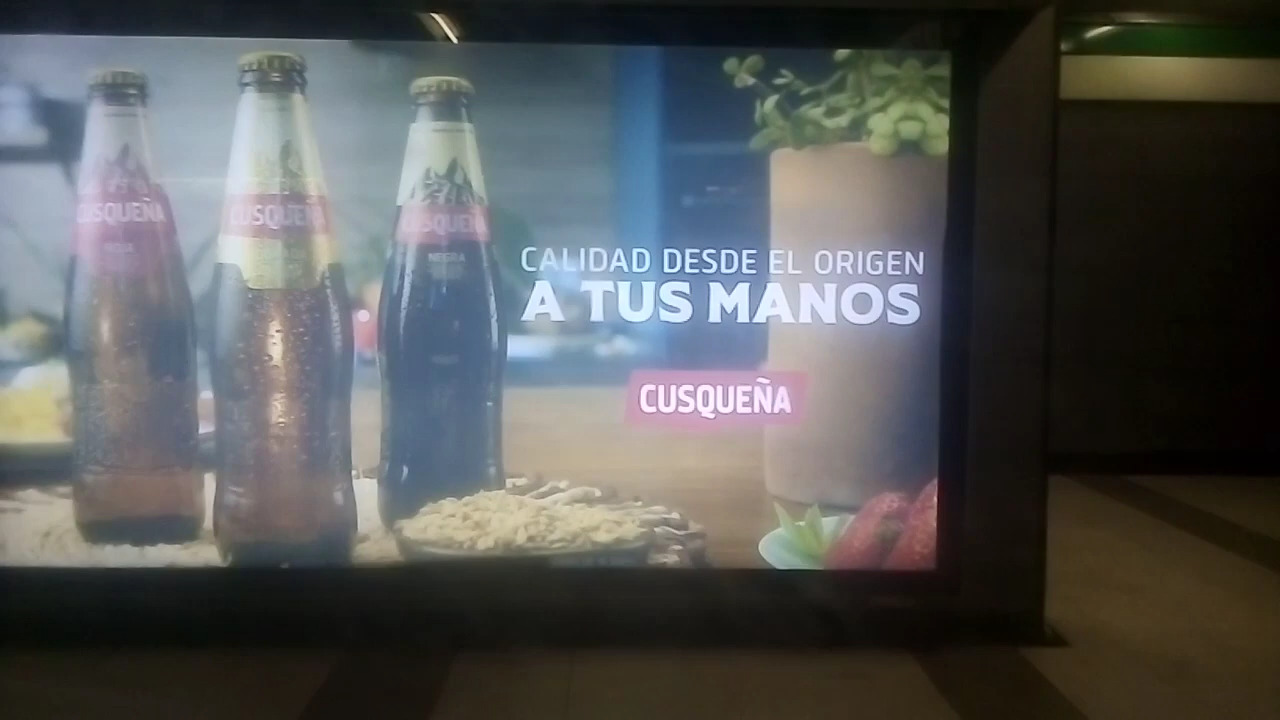 CUSQUEÑA
CUSQUEÑA
CUSQUEÑA
NEGRA
CALIDAD DESDE EL ORIGEN
A TUS MANOS
CUSQUEÑA